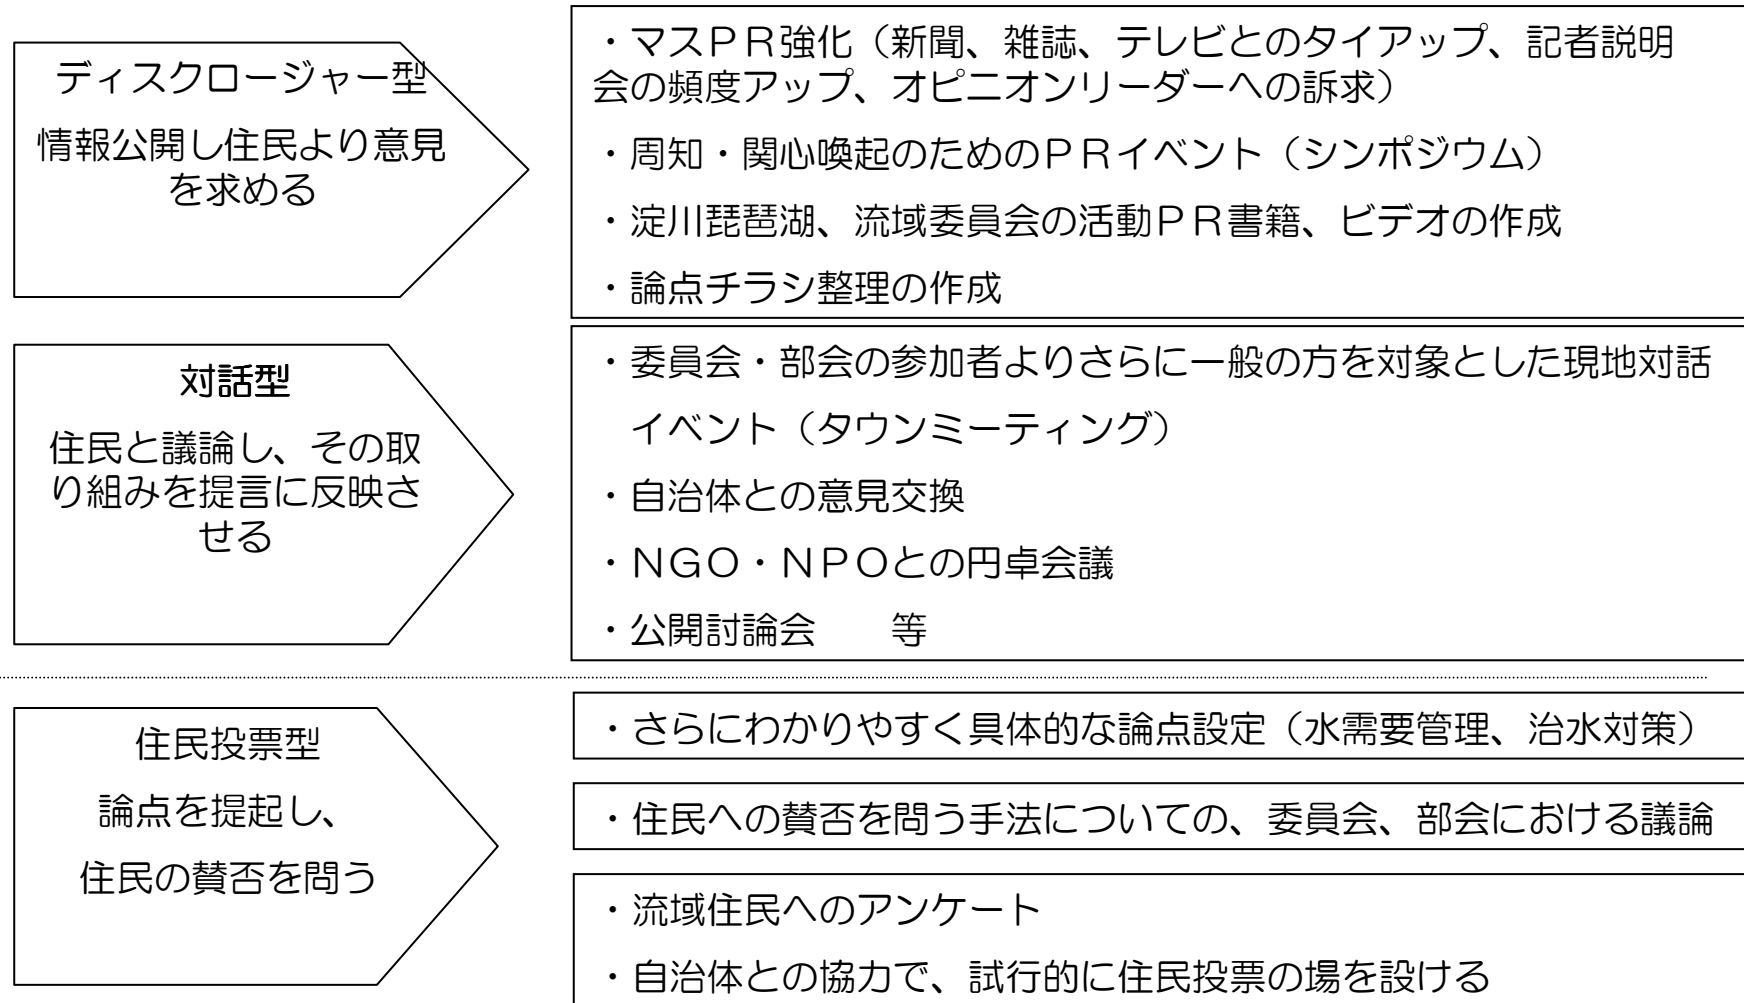 ディスクロージャー型
情報公開し住民より意見
を求める
・マスPR強化（新聞、雑誌、テレビとのタイアップ、記者説明
会の頻度アップ、オピニオンリーダーへの訴求）
・周知・関心喚起のためのPRイベント（シンポジウム）
・淀川琵琶湖、流域委員会の活動PR書籍、ビデオの作成
・論点チラシ整理の作成
対話型
住民と議論し、その取
り組みを提言に反映さ
せる
・委員会・部会の参加者よりさらに一般の方を対象とした現地対話
イベント（タウンミーティング）
・自治体との意見交換
・NGO・NPOとの円卓会議
・公開討論会　　等
住民投票型
論点を提起し、
住民の賛否を問う
・さらにわかりやすく具体的な論点設定（水需要管理、治水対策）
・住民への賛否を問う手法についての、委員会、部会における議論
・流域住民へのアンケート
・自治体との協力で、試行的に住民投票の場を設ける